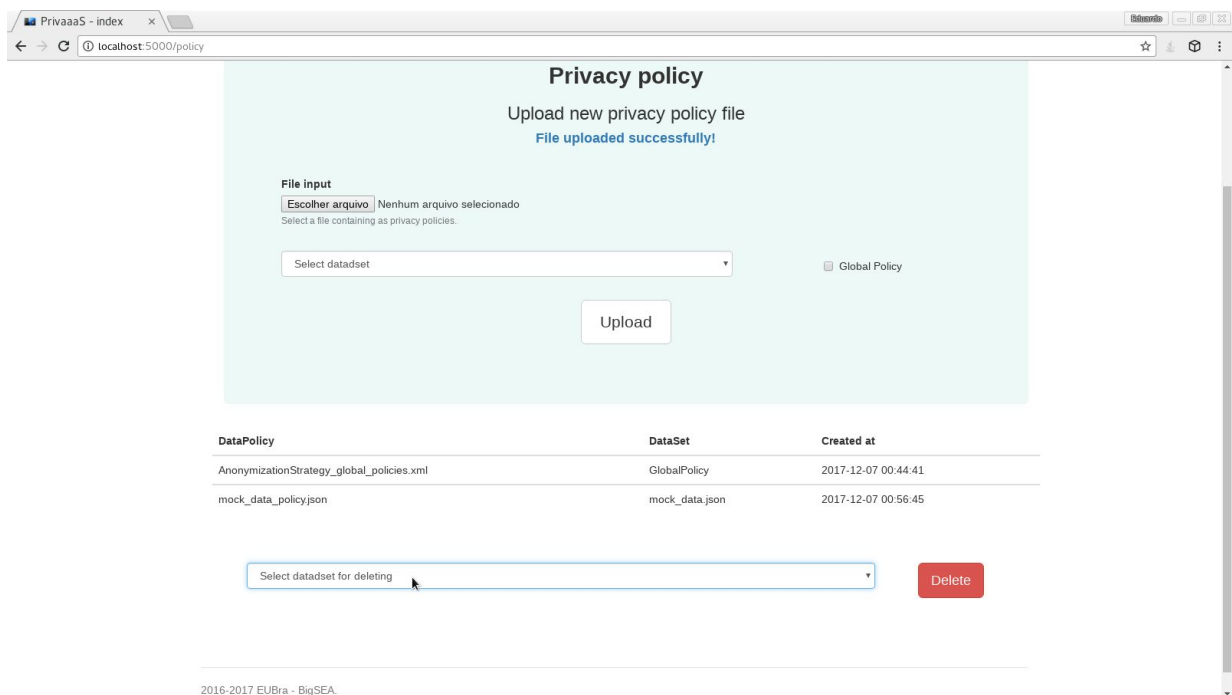 PrivaaaS - index
Eduardo
localhost:5000/policy
Privacy policy
Upload new privacy policy file
File uploaded successfully!
File input
Escolher arquivo Nenhum arquivo selecionado
Select a file containing as privacy policies.
Select datadset
Global Policy
Upload
DataPolicy DataSet Created at
AnonymizationStrategy_global_policies.xml GlobalPolicy 2017-12-07 00:44:41
mock_data_policy.json mock_data.json 2017-12-07 00:56:45
Select datadset for deleting
Delete
2016-2017 EUBra - BigSEA.